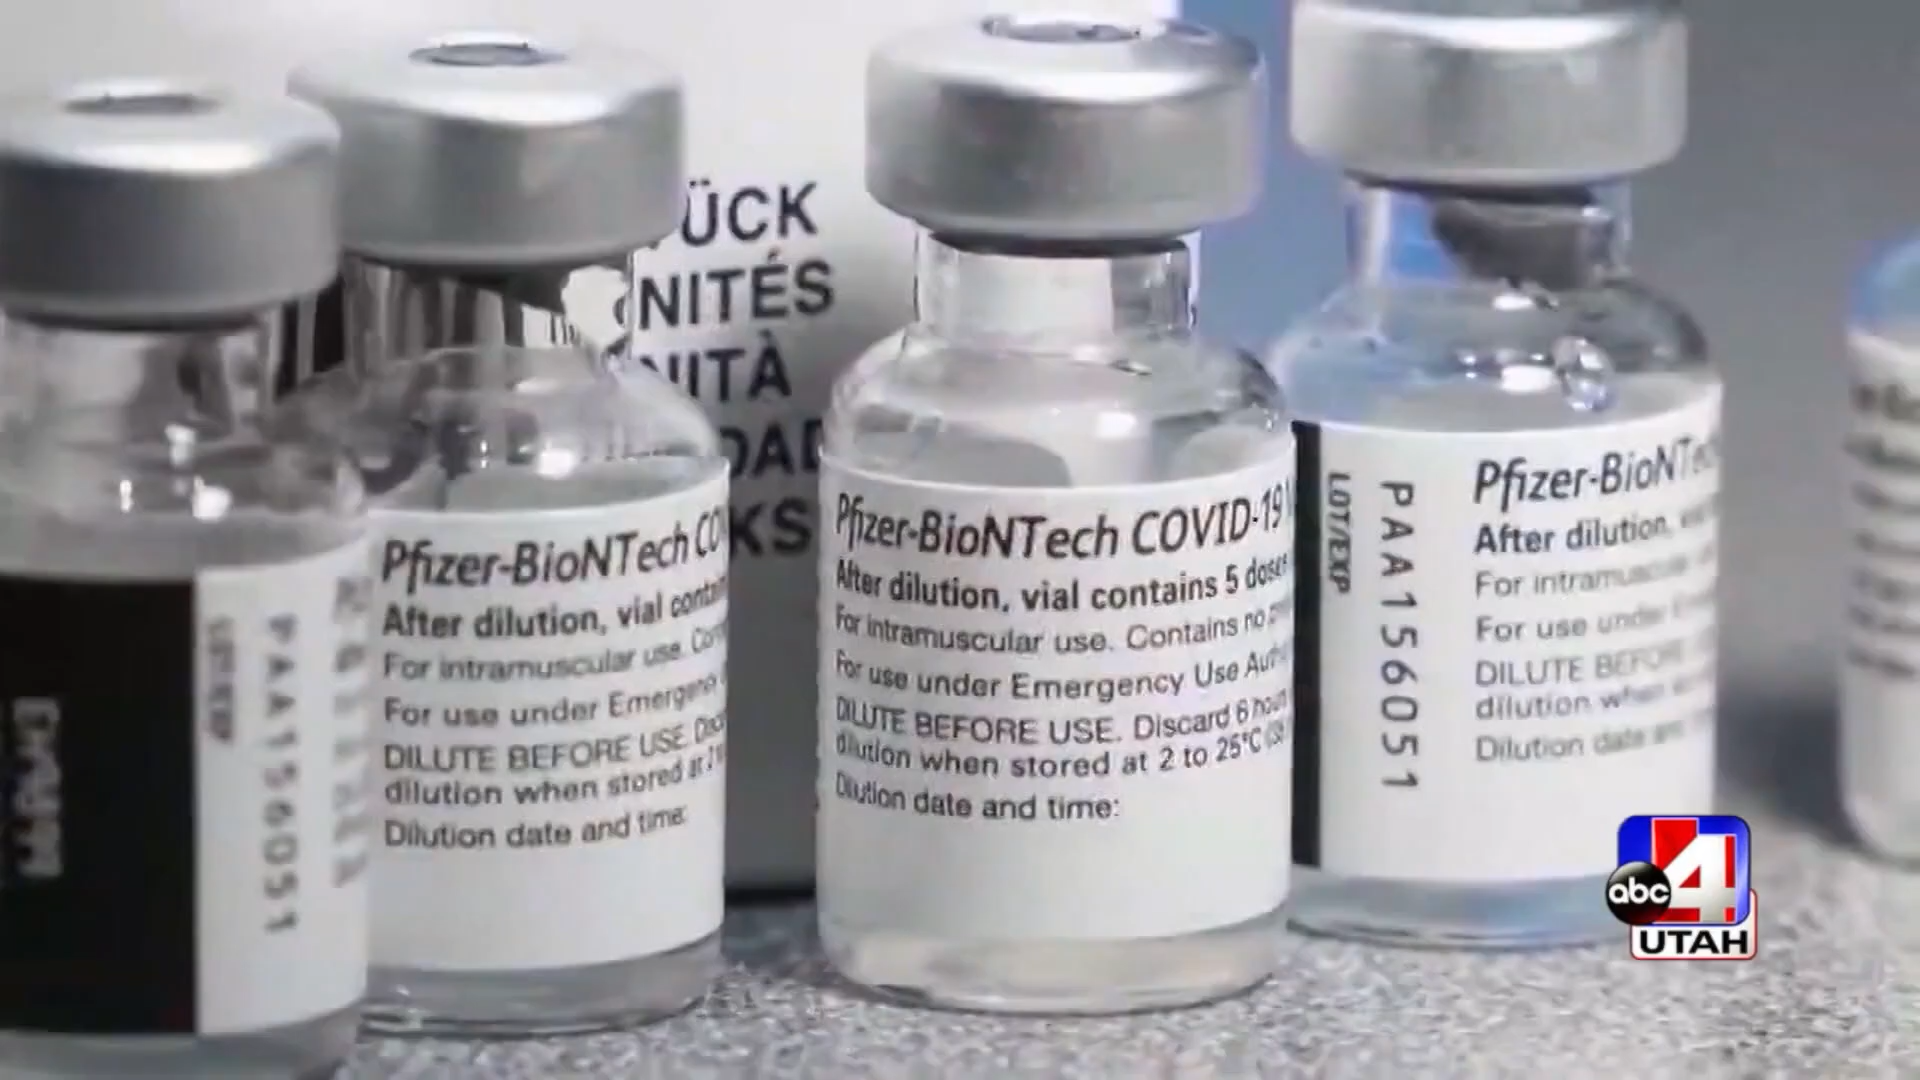 ÜCK
NITÉS
NITÀ
DAD
KS
PAA156051
Pfizer-BioNTech CO
After dilution, vial
For intramuscular use.
For use under
DILUTE BEFORE USE.
dilution when stored at
Dilution date and time:
Pfizer-BioNTech COVID-19
After dilution, vial contains 5 doses
For intramuscular use. Contains no
For use under Emergency Use
DILUTE BEFORE USE. Discard 6 hours
dilution when stored at 2 to 25°C
Dilution date and time:
LOT/EXP
PAA156051
Pfizer-BioNTec
After dilution,
For
For use under
DILUTE BEFORE
dilution
Dilution date
abc 4
UTAH